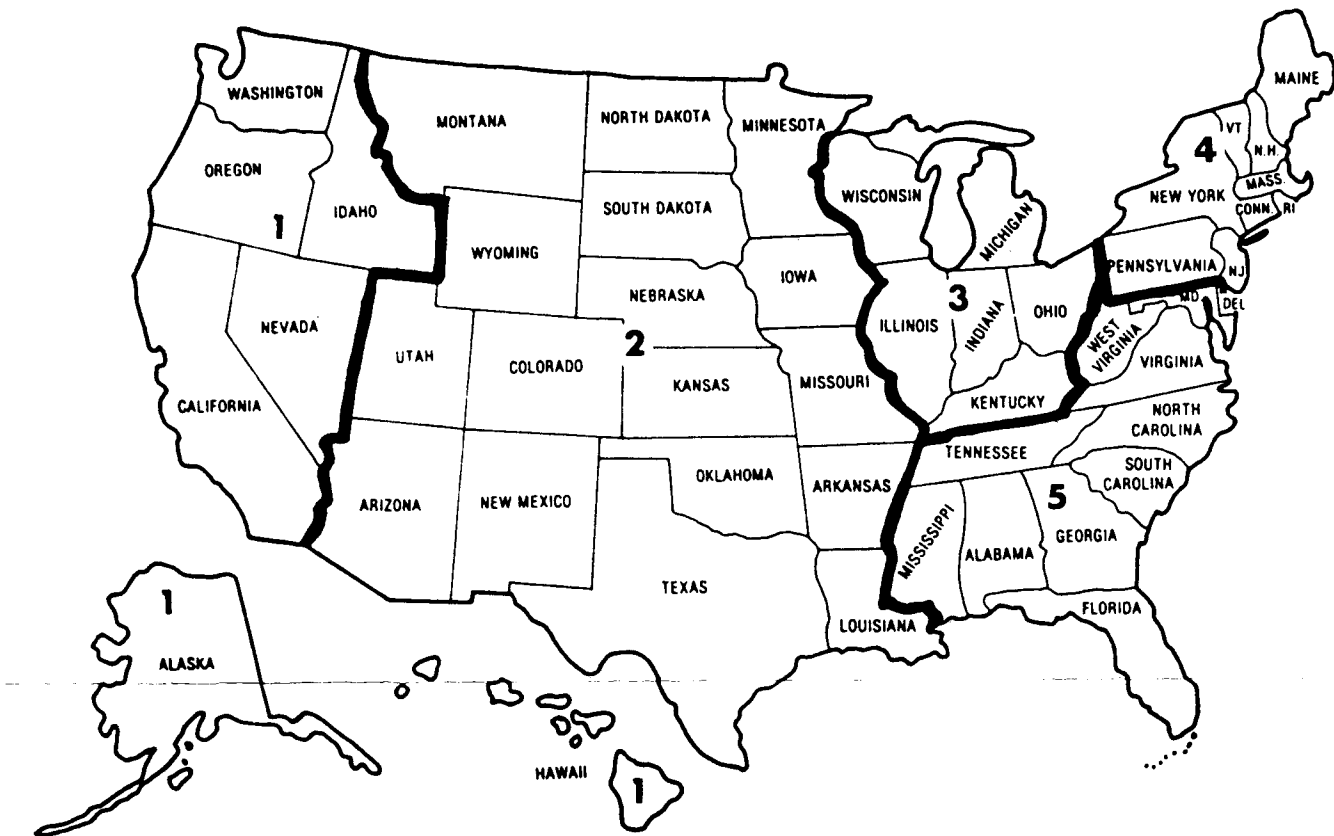 WASHINGTON
MONTANA
NORTH DAKOTA
MINNESOTA
MAINE
VT
N.H.
4
OREGON
IDAHO
1
SOUTH DAKOTA
WISCONSIN
MICHIGAN
NEW YORK
MASS.
CONN.
RI
WYOMING
IOWA
PENNSYLVANIA
NJ
NEBRASKA
3
MD.
DEL
NEVADA
UTAH
COLORADO
2
ILLINOIS
INDIANA
OHIO
WEST
VIRGINIA
VIRGINIA
CALIFORNIA
KANSAS
MISSOURI
KENTUCKY
NORTH
CAROLINA
TENNESSEE
ARIZONA
NEW MEXICO
OKLAHOMA
ARKANSAS
SOUTH
CAROLINA
5
MISSISSIPPI
ALABAMA
GEORGIA
TEXAS
LOUISIANA
FLORIDA
1
ALASKA
HAWAII
1